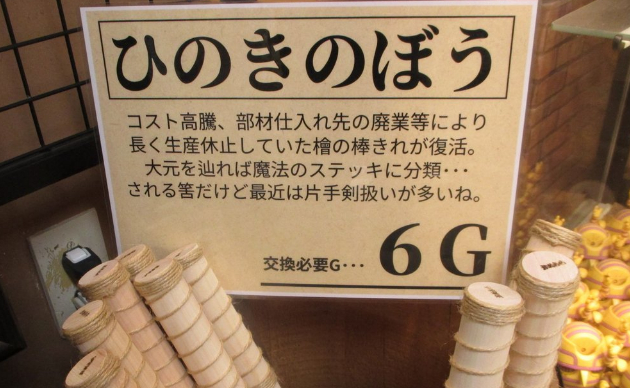 ひのきのぼう
コスト高騰、部材仕入れ先の廃業等により
長く生産休止していた檜の棒きれが復活。
大元を辿れば魔法のステッキに分類･･･
される筈だけど最近は片手剣扱いが多いね。
交換必要G･･･ 6G